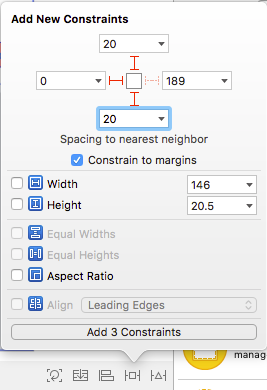 Add New Constraints
20
0
189
20
Spacing to nearest neighbor
Constrain to margins
Width
146
Height
20.5
Equal Widths
Equal Heights
Aspect Ratio
Align
Leading Edges
Add 3 Constraints
manag